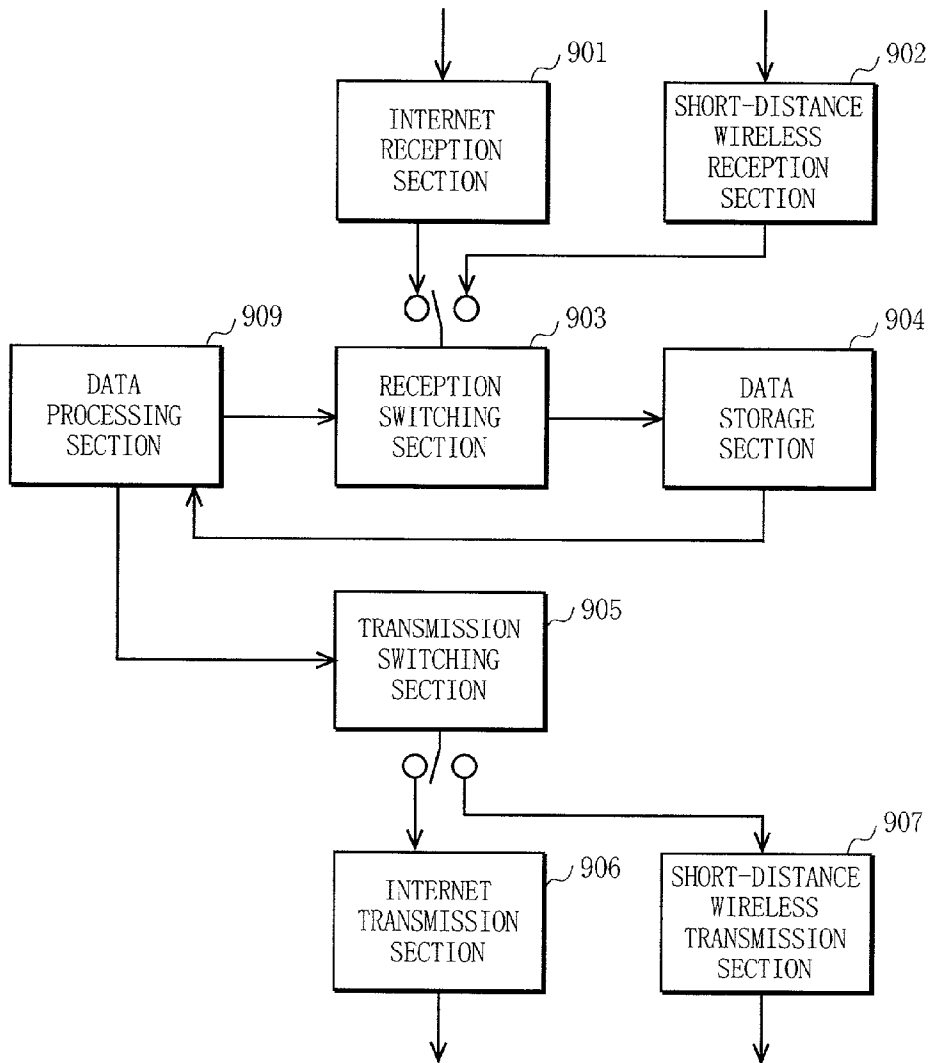 901
INTERNET
RECEPTION
SECTION
902
SHORT-DISTANCE
WIRELESS
RECEPTION
SECTION
909
DATA
PROCESSING
SECTION
903
RECEPTION
SWITCHING
SECTION
904
DATA
STORAGE
SECTION
905
TRANSMISSION
SWITCHING
SECTION
906
INTERNET
TRANSMISSION
SECTION
907
SHORT-DISTANCE
WIRELESS
TRANSMISSION
SECTION